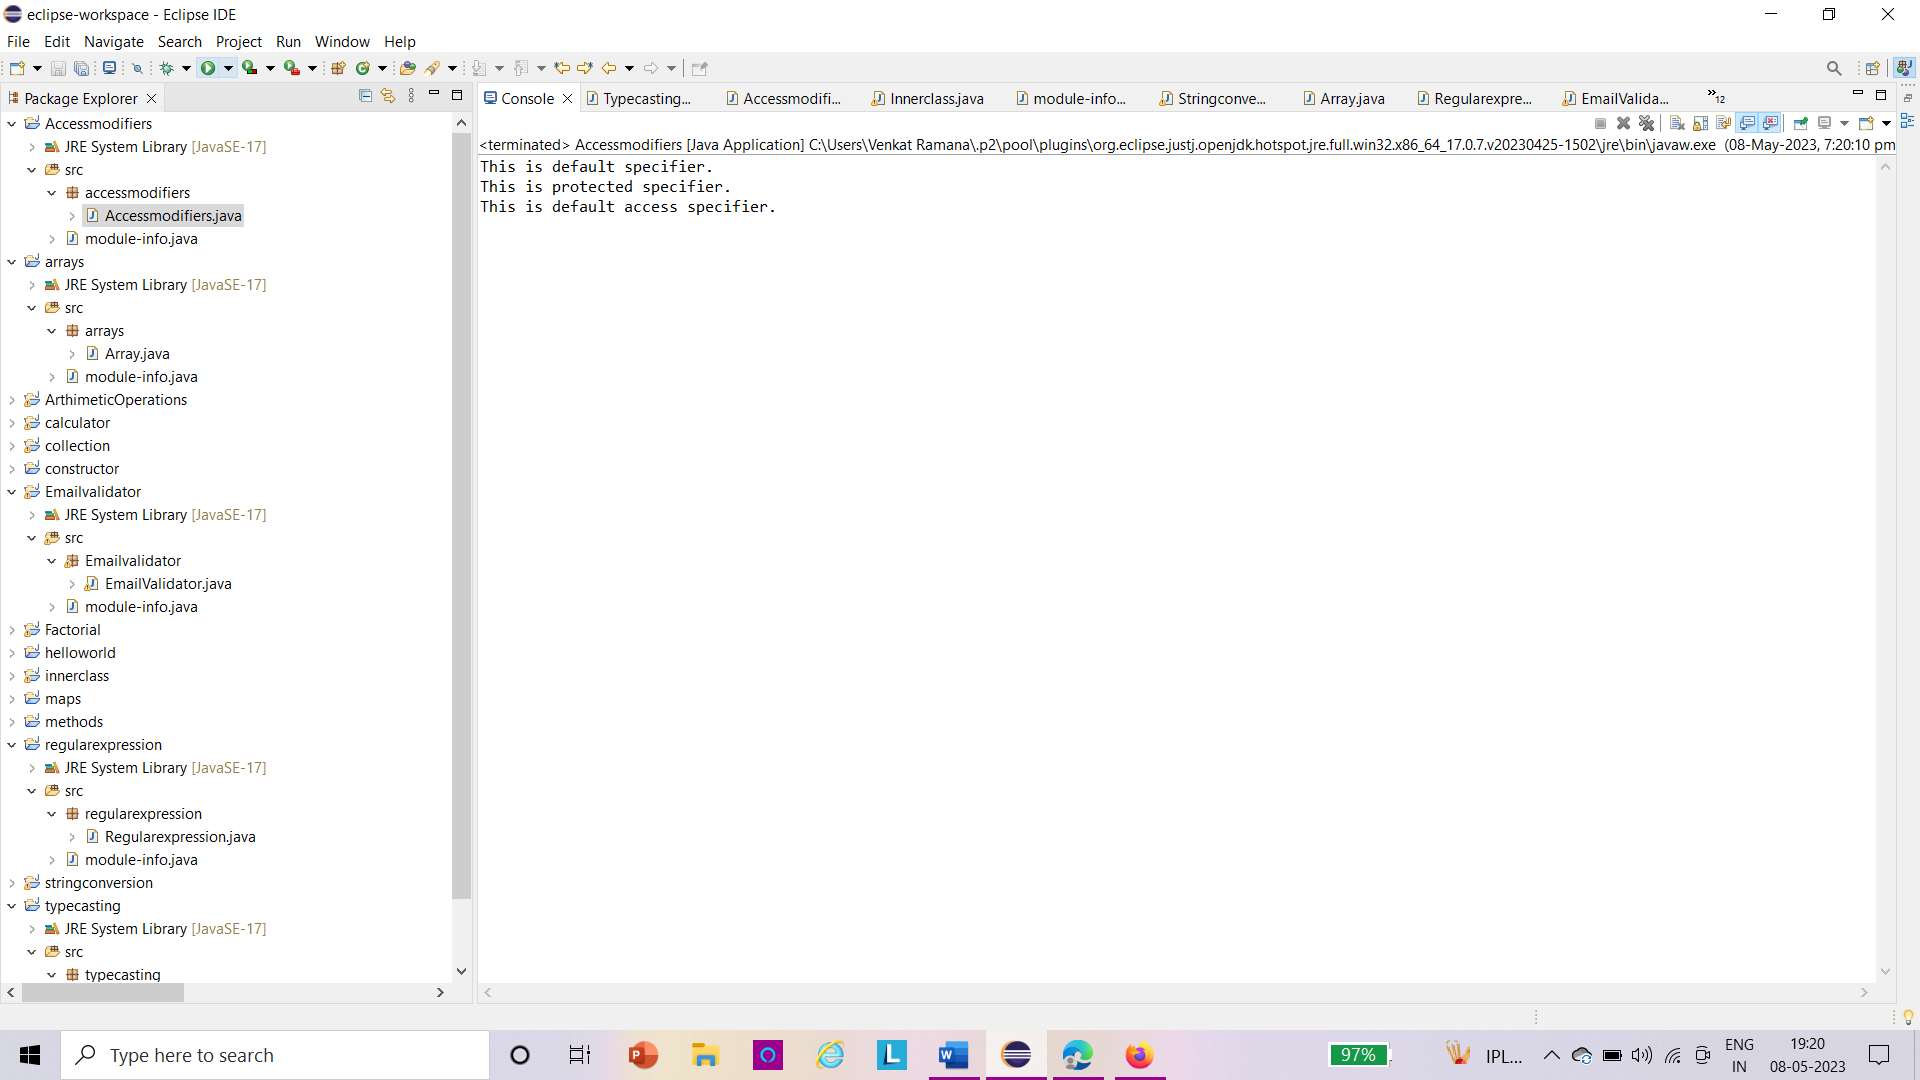 eclipse-workspace - Eclipse IDE
File Edit Navigate Search Project Run Window Help
Package Explorer
Console Typecasting... Accessmodifi... Innerclass.java module-info... Stringconve... Array.java Regularexpre... EmailValida... »12
<terminated> Accessmodifiers [Java Application] C:\Users\Venkat Ramana\.p2\pool\plugins\org.eclipse.justj.openjdk.hotspot.jre.full.win32.x86_64_17.0.7.v20230425-1502\jre\bin\javaw.exe (08-May-2023, 7:20:10 pm
This is default specifier.
This is protected specifier.
This is default access specifier.
Accessmodifiers
JRE System Library [JavaSE-17]
src
accessmodifiers
Accessmodifiers.java
module-info.java
arrays
JRE System Library [JavaSE-17]
src
arrays
Array.java
module-info.java
ArthimeticOperations
calculator
collection
constructor
Emailvalidator
JRE System Library [JavaSE-17]
src
Emailvalidator
EmailValidator.java
module-info.java
Factorial
helloworld
innerclass
maps
methods
regularexpression
JRE System Library [JavaSE-17]
src
regularexpression
Regularexpression.java
module-info.java
stringconversion
typecasting
JRE System Library [JavaSE-17]
src
typecasting
Type here to search
97%
IPL...
ENG
IN
19:20
08-05-2023